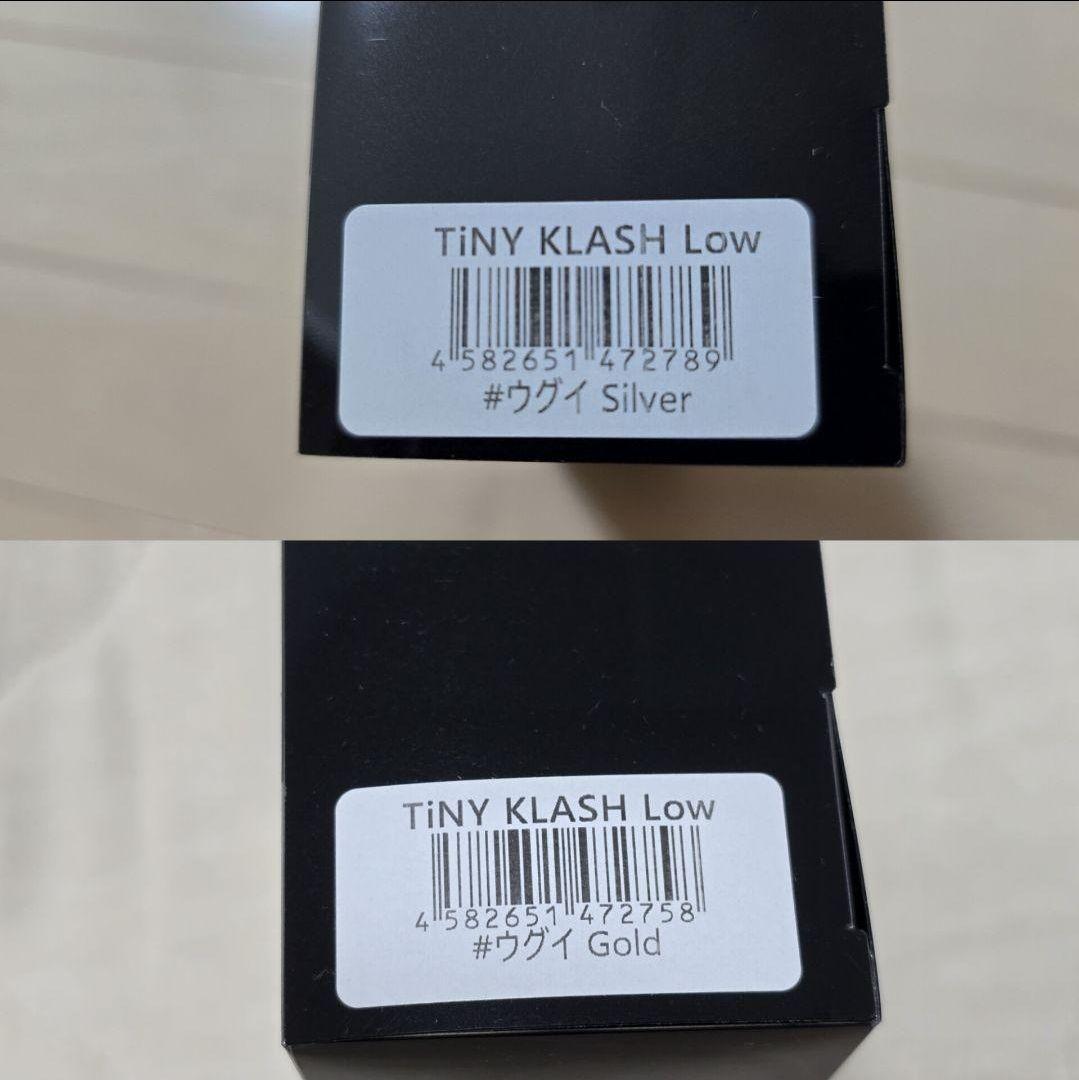 TiNY KLASH Low
4 582651 472789
#ウグイ Silver
TiNY KLASH Low
4 582651 472758
#ウグイ Gold